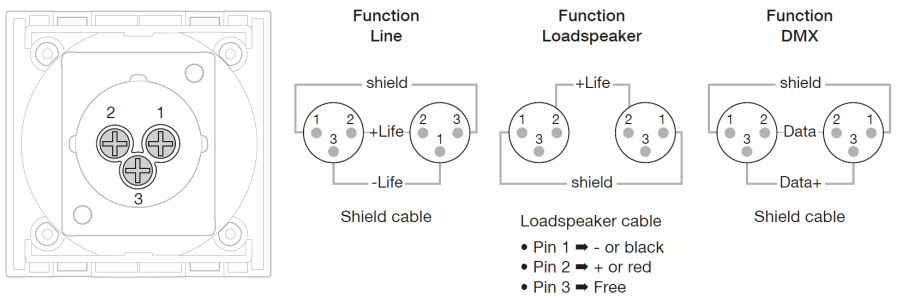 2 1
3
Function
Line
shield
1 2 +Life 2 3
3 1
-Life
Shield cable
Function
Loadspeaker
+Life
1 2 2 1
3 3
shield
Loadspeaker cable
• Pin 1 ➡ - or black
• Pin 2 ➡ + or red
• Pin 3 ➡ Free
Function
DMX
shield
1 2 Data- 2 1
3 3
Data+
Shield cable